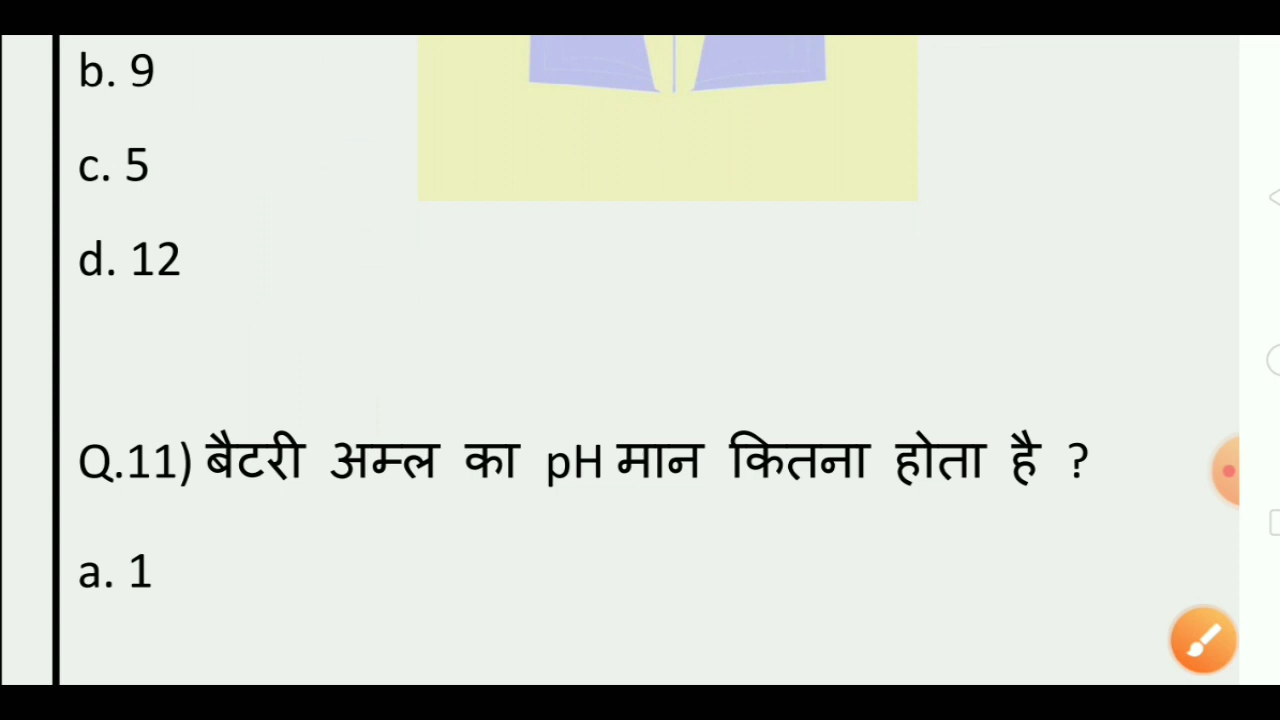 b. 9
c. 5
d. 12
Q.11) बैटरी अम्ल का pH मान कितना होता है ?
a. 1